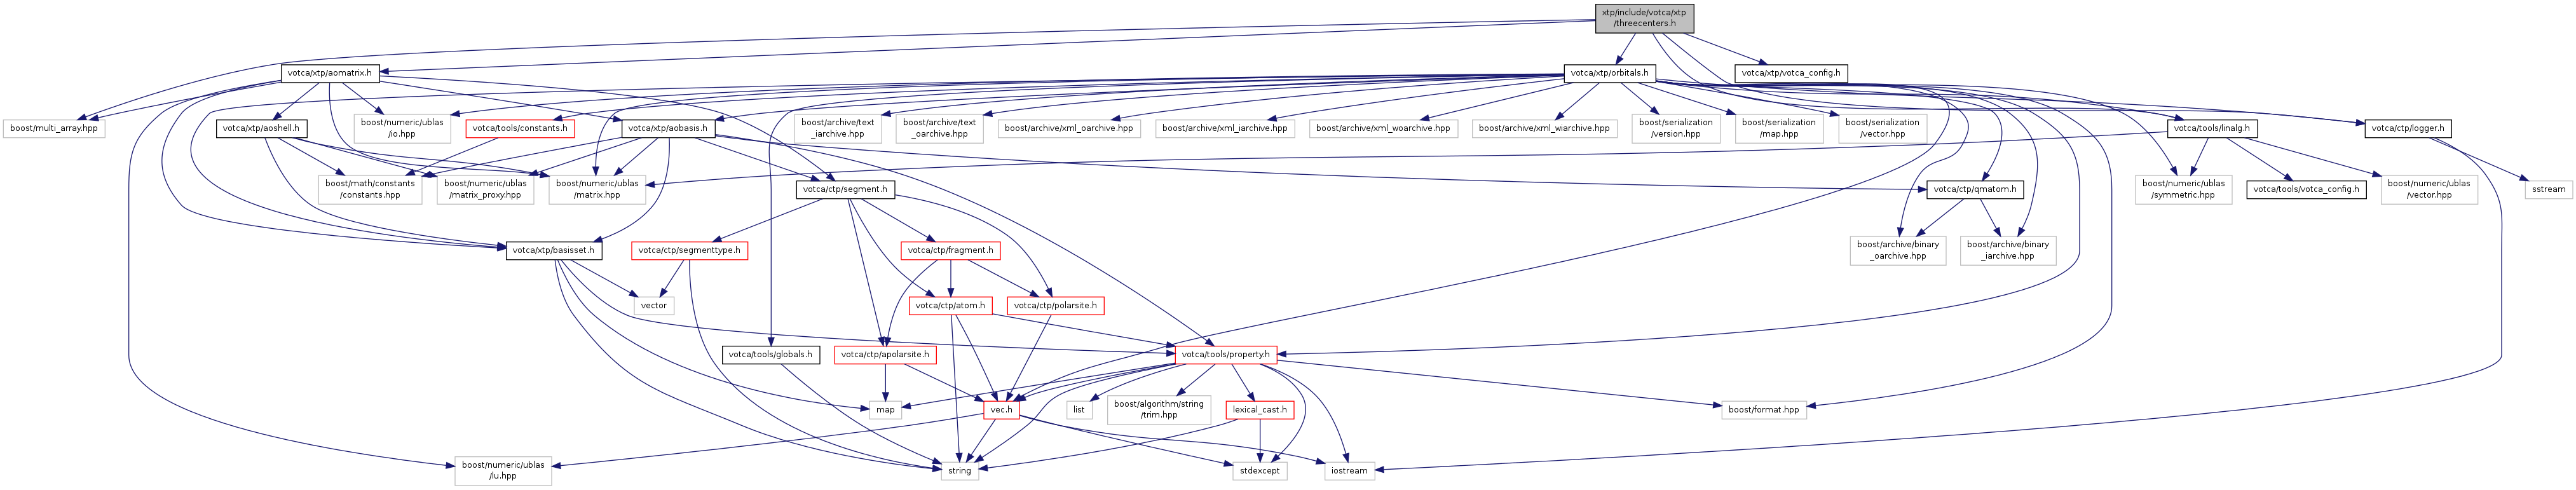 xtp/include/votca/xtp
/threecenters.h
votca/xtp/aomatrix.h
votca/xtp/orbitals.h
votca/xtp/votca_config.h
boost/multi_array.hpp
votca/xtp/aoshell.h
boost/numeric/ublas
/io.hpp
votca/tools/constants.h
votca/xtp/aobasis.h
boost/archive/text
_iarchive.hpp
boost/archive/text
_oarchive.hpp
boost/archive/xml_oarchive.hpp
boost/archive/xml_iarchive.hpp
boost/archive/xml_woarchive.hpp
boost/archive/xml_wiarchive.hpp
boost/serialization
/version.hpp
boost/serialization
/map.hpp
boost/serialization
/vector.hpp
votca/tools/linalg.h
votca/ctp/logger.h
boost/math/constants
/constants.hpp
boost/numeric/ublas
/matrix_proxy.hpp
boost/numeric/ublas
/matrix.hpp
votca/ctp/segment.h
votca/ctp/qmatom.h
boost/numeric/ublas
/symmetric.hpp
votca/tools/votca_config.h
boost/numeric/ublas
/vector.hpp
sstream
votca/xtp/basisset.h
votca/ctp/segmenttype.h
votca/ctp/fragment.h
boost/archive/binary
_oarchive.hpp
boost/archive/binary
_iarchive.hpp
vector
votca/ctp/atom.h
votca/ctp/polarsite.h
votca/tools/globals.h
votca/ctp/apolarsite.h
votca/tools/property.h
map
vec.h
list
boost/algorithm/string
/trim.hpp
lexical_cast.h
boost/format.hpp
boost/numeric/ublas
/lu.hpp
string
stdexcept
iostream